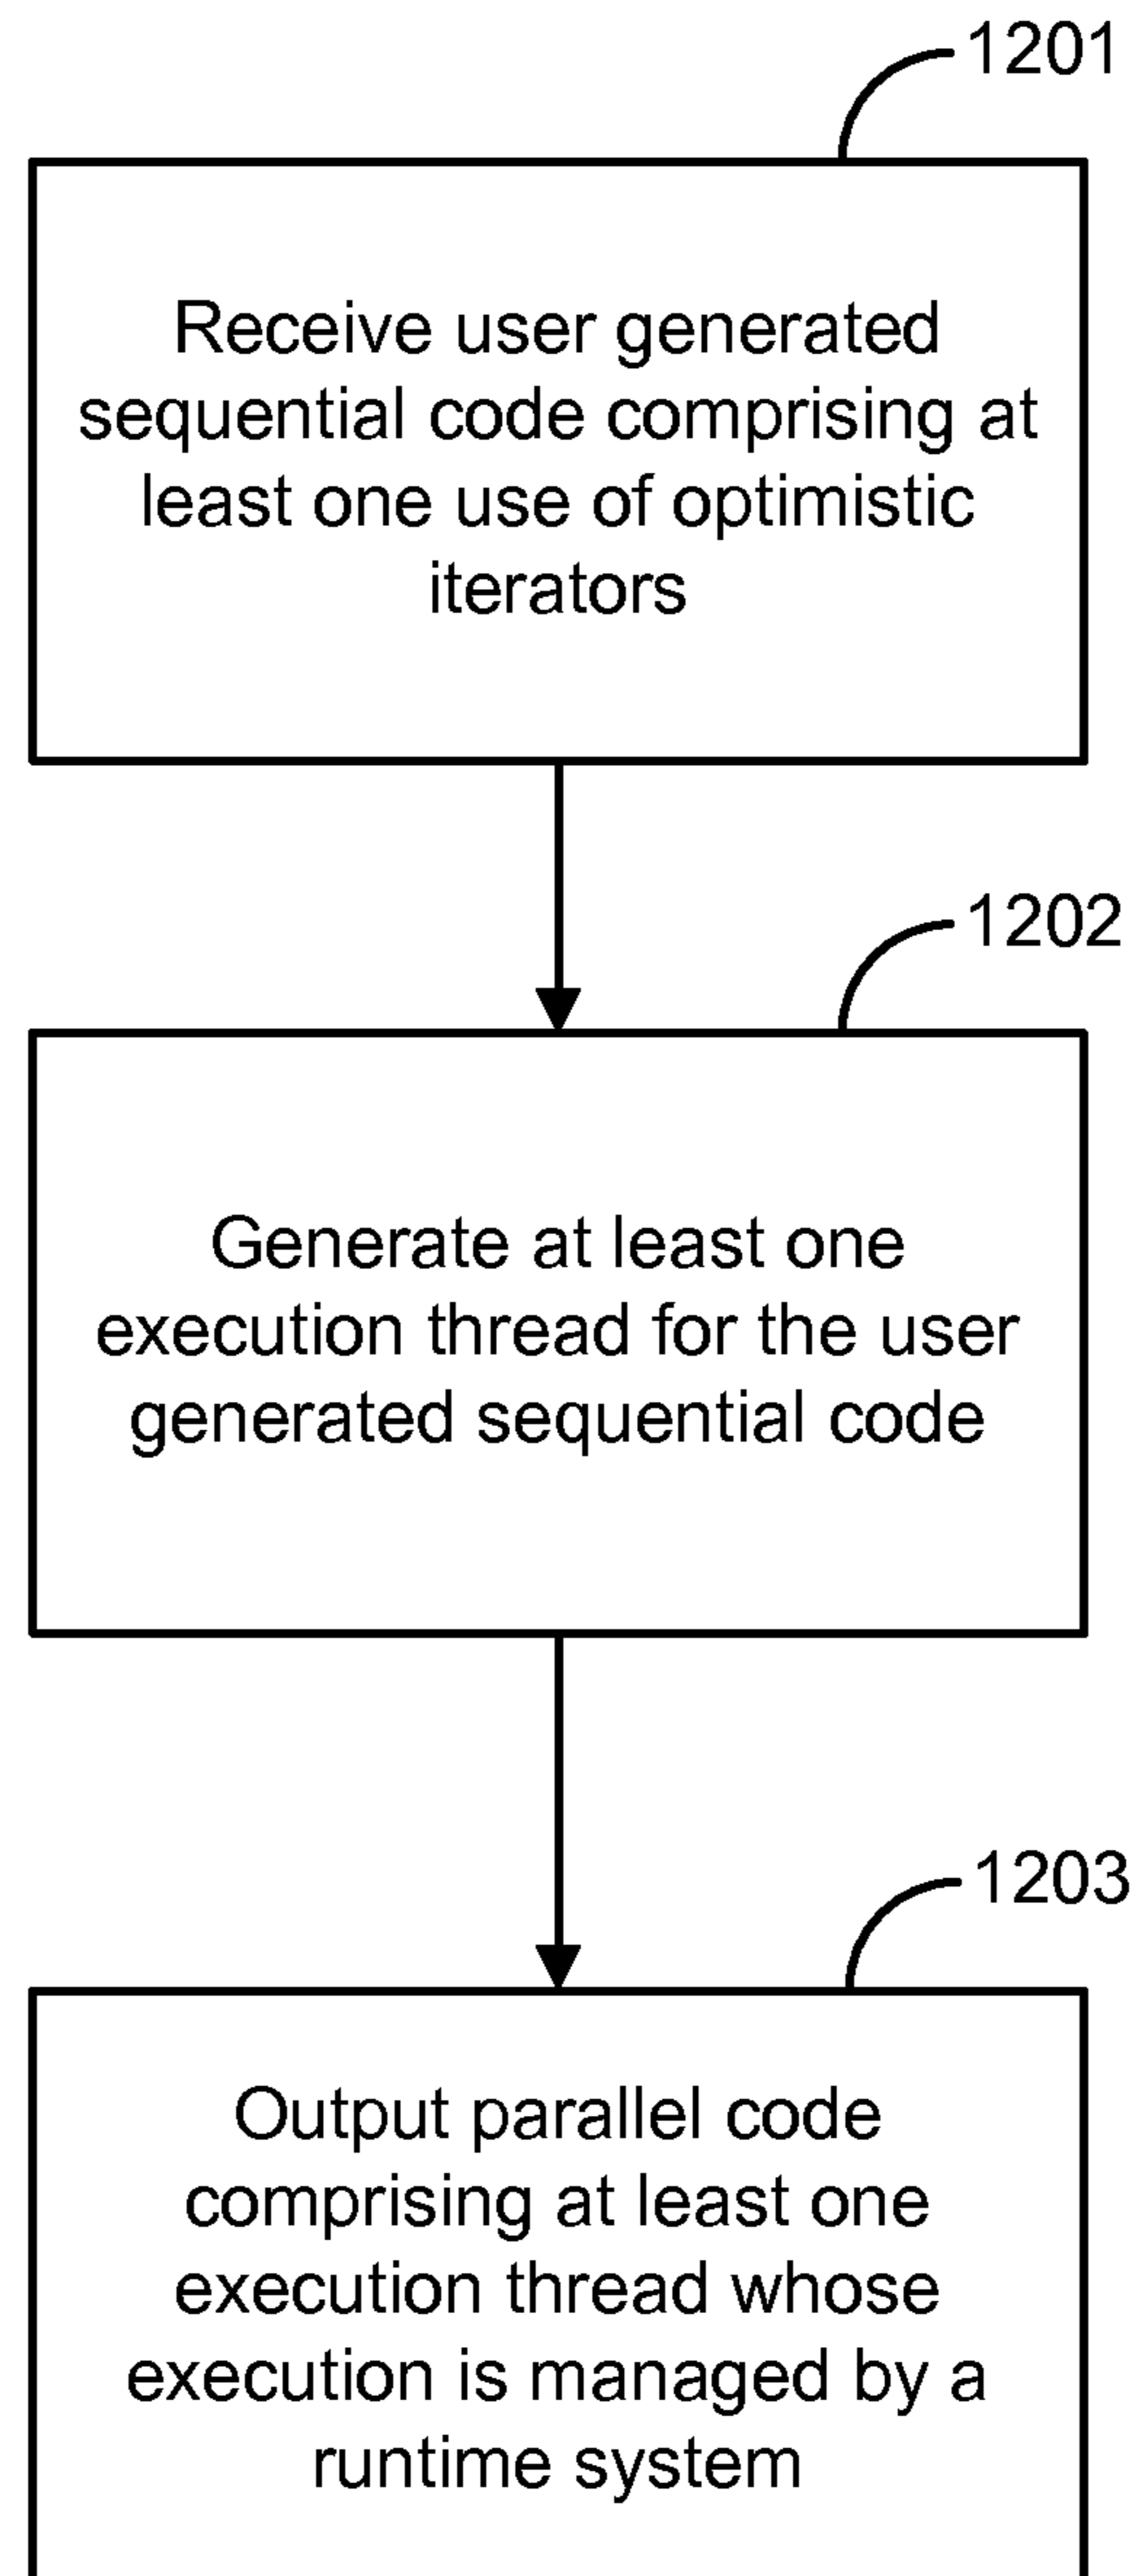 1201
Receive user generated
sequential code comprising at
least one use of optimistic
iterators
1202
Generate at least one
execution thread for the user
generated sequential code
1203
Output parallel code
comprising at least one
execution thread whose
execution is managed by a
runtime system